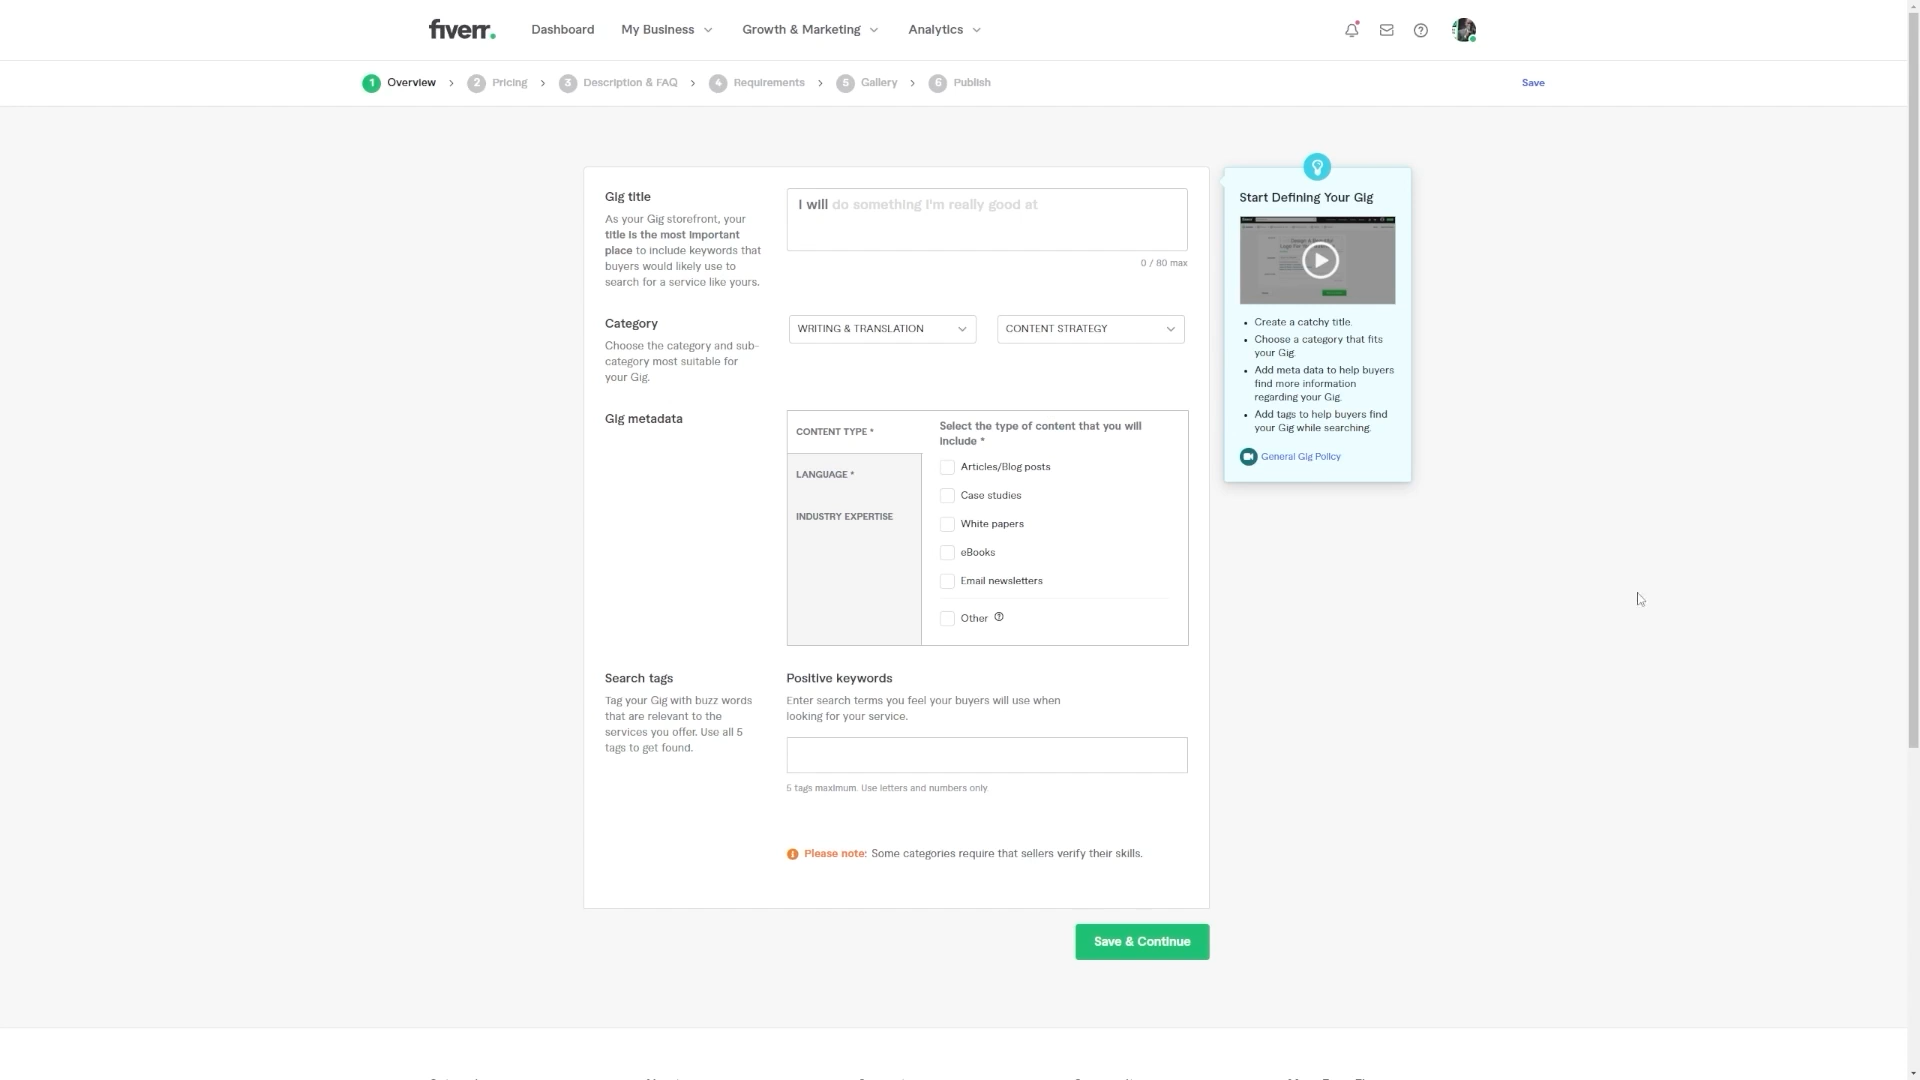 fiverr.
Dashboard
My Business
Growth & Marketing
Analytics
1 Overview
2 Pricing
3 Description & FAQ
4 Requirements
5 Gallery
6 Publish
Save
Gig title
As your Gig storefront, your
title is the most important
place to include keywords that
buyers would likely use to
search for a service like yours.
I will do something I'm really good at
0 / 80 max
Category
Choose the category and sub-
category most suitable for
your Gig.
WRITING & TRANSLATION
CONTENT STRATEGY
Gig metadata
CONTENT TYPE *
LANGUAGE *
INDUSTRY EXPERTISE
Select the type of content that you will
include *
Articles/Blog posts
Case studies
White papers
eBooks
Email newsletters
Other
Search tags
Tag your Gig with buzz words
that are relevant to the
services you offer. Use all 5
tags to get found.
Positive keywords
Enter search terms you feel your buyers will use when
looking for your service.
5 tags maximum. Use letters and numbers only.
Please note: Some categories require that sellers verify their skills.
Save & Continue
Start Defining Your Gig
Create a catchy title.
Choose a category that fits
your Gig.
Add meta data to help buyers
find more information
regarding your Gig.
Add tags to help buyers find
your Gig while searching.
General Gig Policy